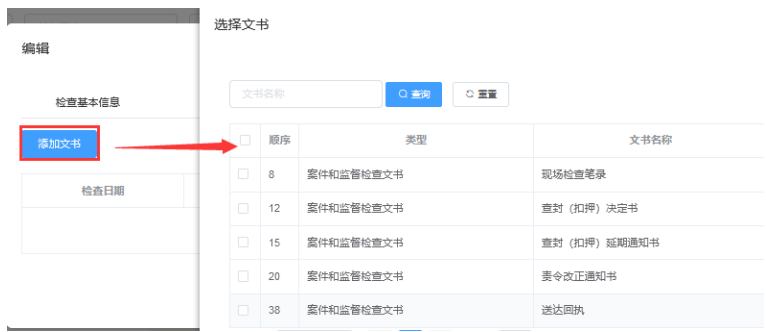 选择文书
编辑
文书名称 查询 重置
检查基本信息
添加文书
顺序 类型 文书名称
检查日期
8 案件和监督检查文书 现场检查笔录
12 案件和监督检查文书 查封（扣押）决定书
15 案件和监督检查文书 查封（扣押）延期通知书
20 案件和监督检查文书 责令改正通知书
38 案件和监督检查文书 送达回执